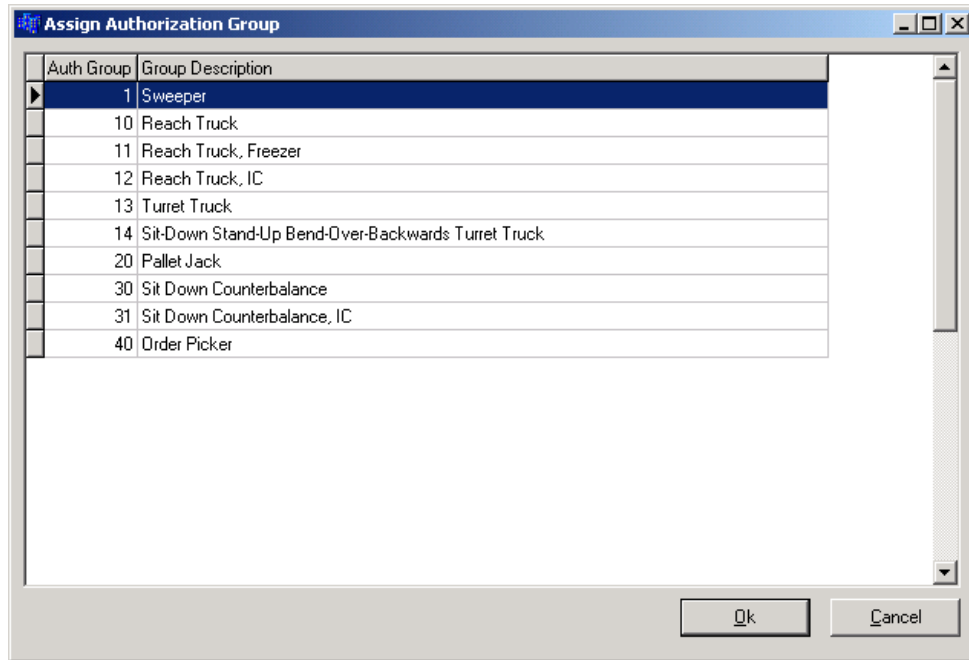 Assign Authorization Group
Auth Group Group Description
1 Sweeper
10 Reach Truck
11 Reach Truck, Freezer
12 Reach Truck, IC
13 Turret Truck
14 Sit-Down Stand-Up Bend-Over-Backwards Turret Truck
20 Pallet Jack
30 Sit Down Counterbalance
31 Sit Down Counterbalance, IC
40 Order Picker
Ok Cancel